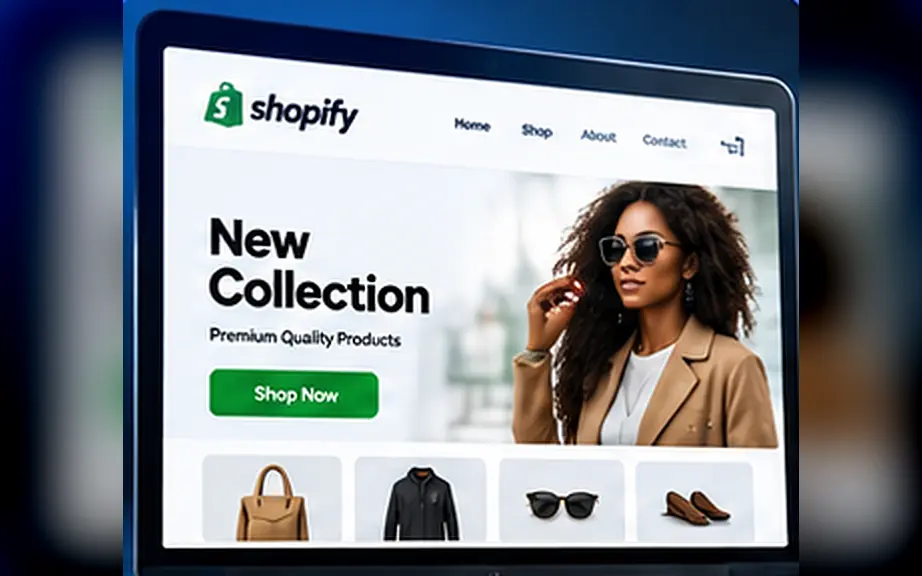 shopify
Home Shop About Contact
New
Collection
Premium Quality Products
Shop Now